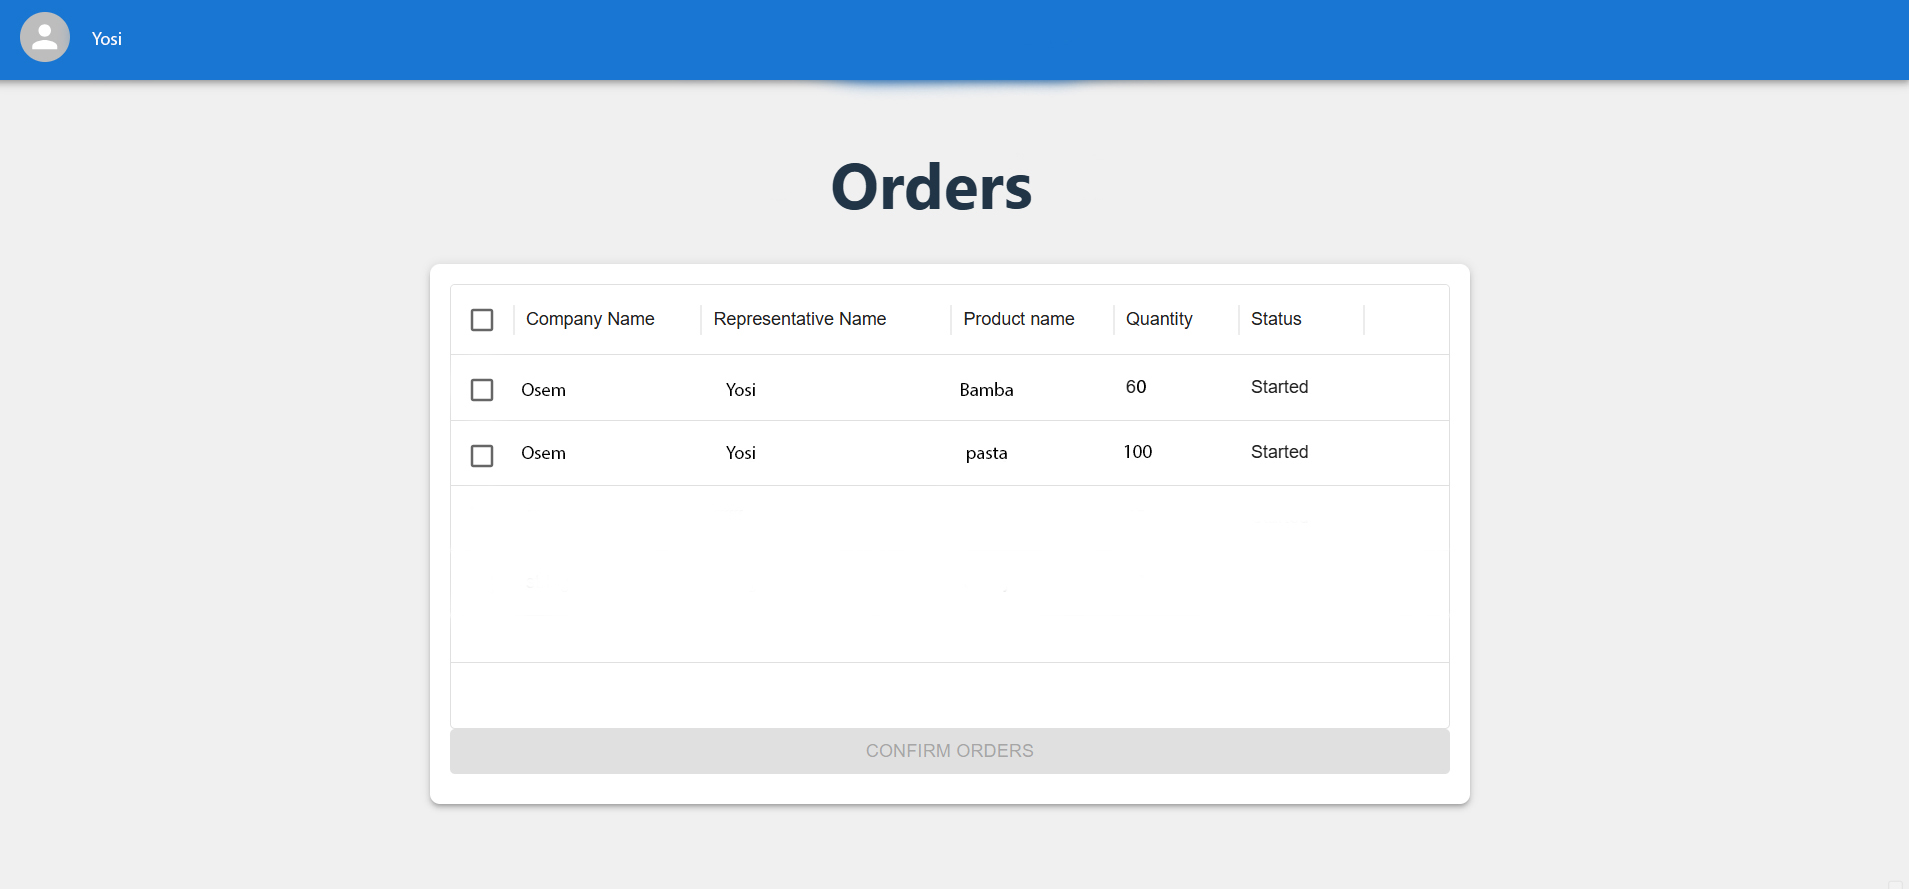 Yosi
Orders
Company Name Representative Name Product name Quantity Status
Osem Yosi Bamba 60 Started
Osem Yosi pasta 100 Started
CONFIRM ORDERS